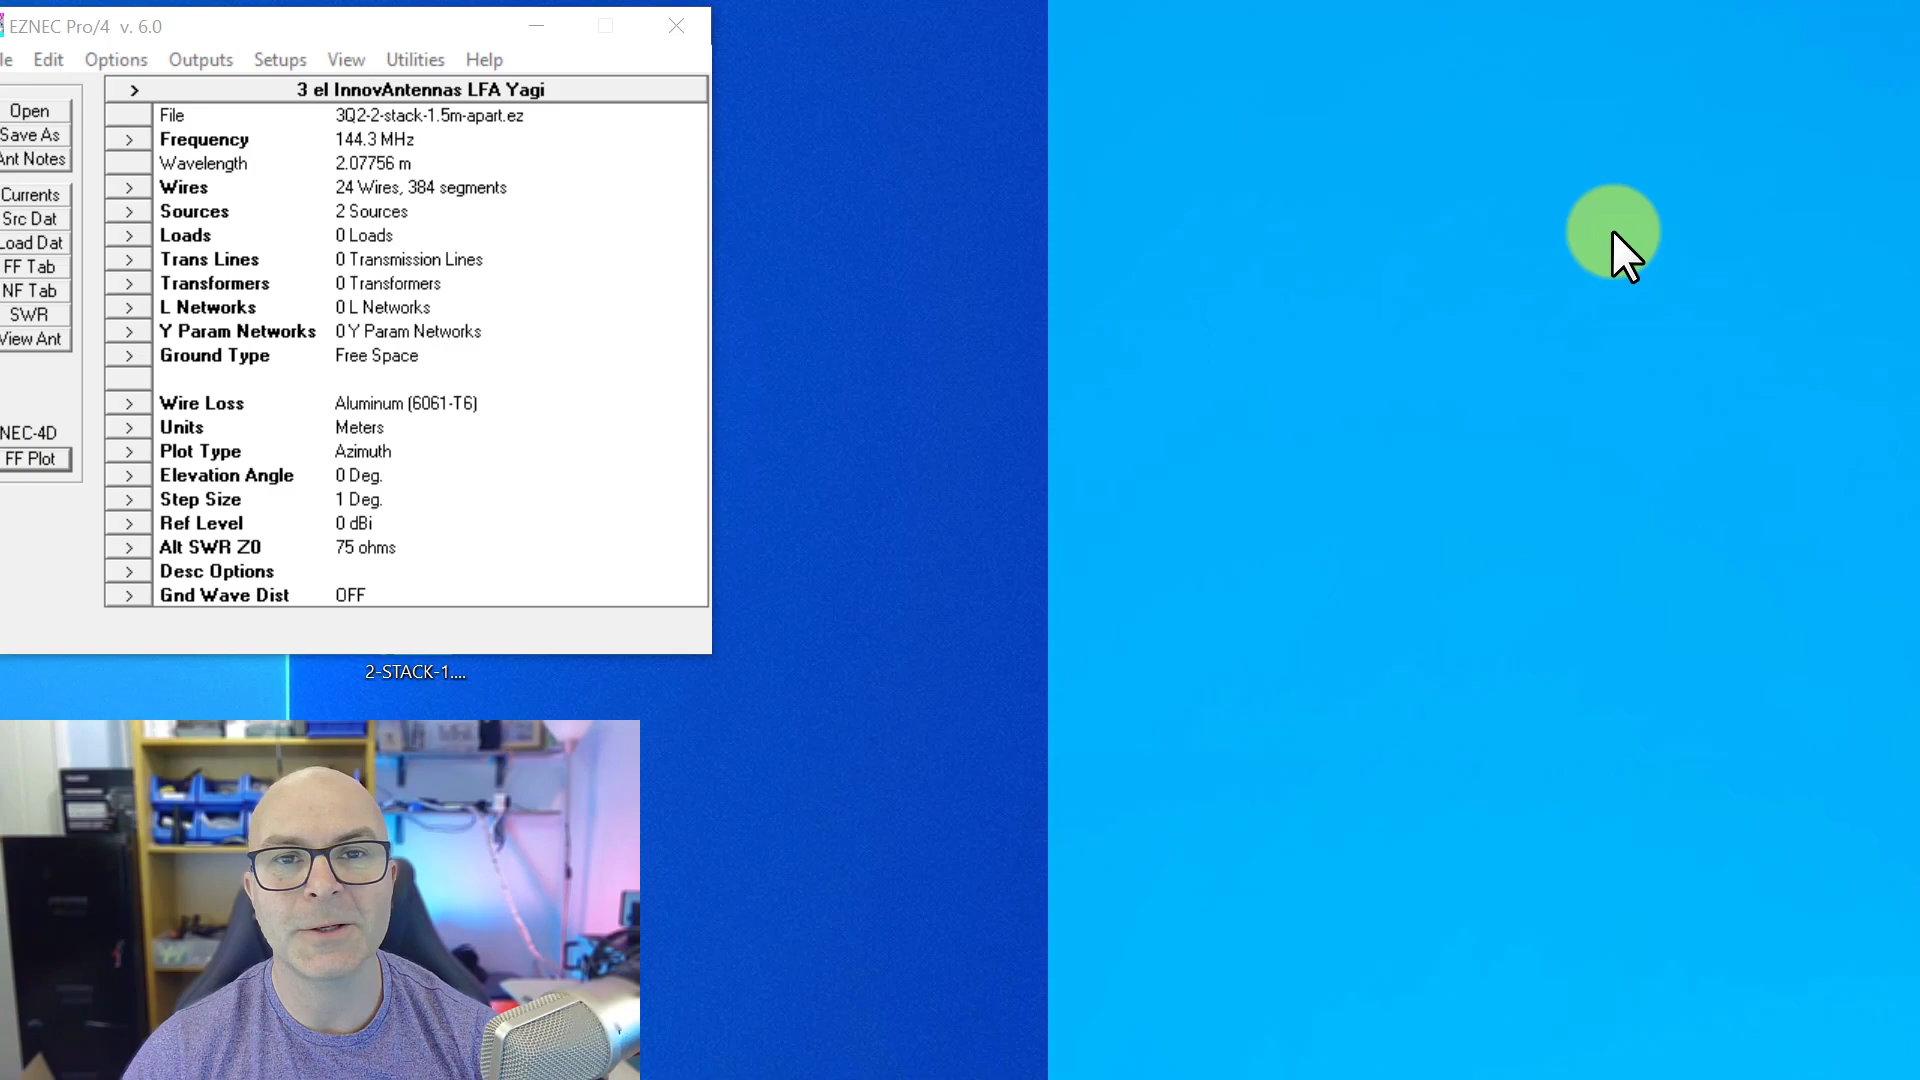 EZNEC Pro/4 v. 6.0
le Edit Options Outputs Setups View Utilities Help
> 3 el InnovAntennas LFA Yagi
Open
Save As
Ant Notes
Currents
Src Dat
Load Dat
FF Tab
NF Tab
SWR
View Ant
NEC-4D
FF Plot
File 3Q2-2-stack-1.5m-apart.ez
> Frequency 144.3 MHz
Wavelength 2.07756 m
> Wires 24 Wires, 384 segments
> Sources 2 Sources
> Loads 0 Loads
> Trans Lines 0 Transmission Lines
> Transformers 0 Transformers
> L Networks 0 L Networks
> Y Param Networks 0 Y Param Networks
> Ground Type Free Space
> Wire Loss Aluminum (6061-T6)
> Units Meters
> Plot Type Azimuth
> Elevation Angle 0 Deg.
> Step Size 1 Deg.
> Ref Level 0 dBi
> Alt SWR Z0 75 ohms
> Desc Options
> Gnd Wave Dist OFF
2-STACK-1....